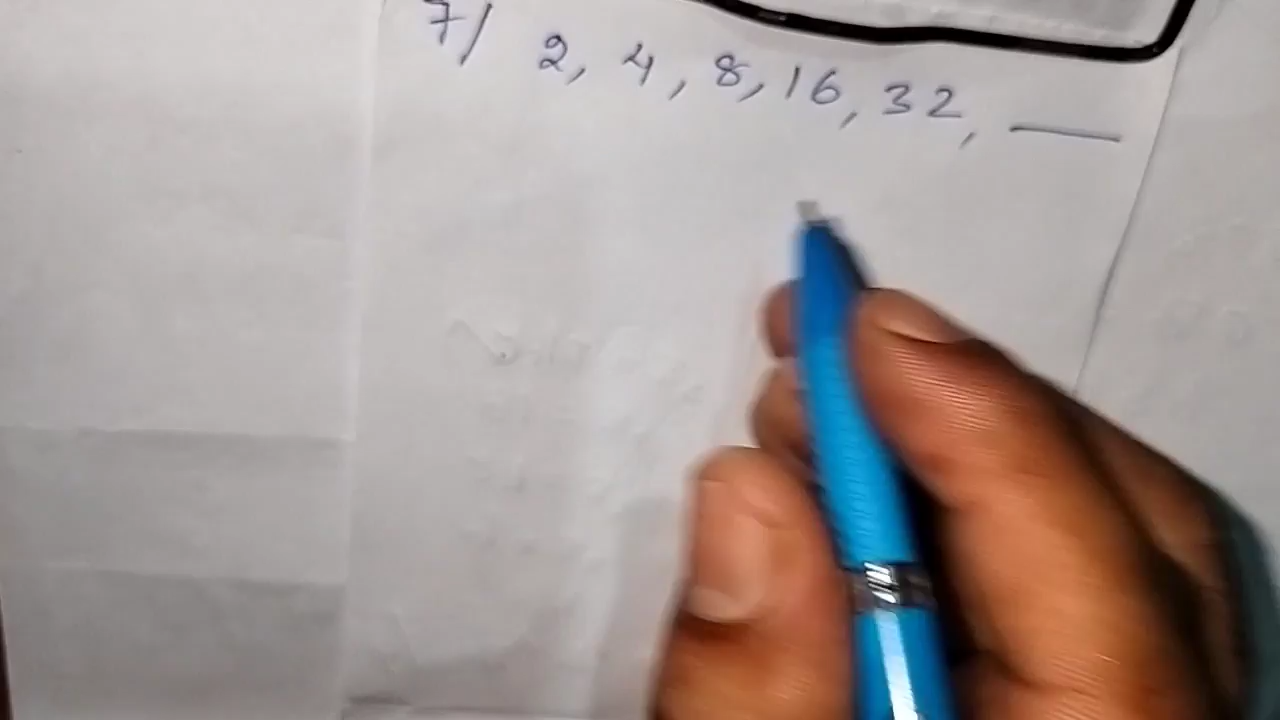 7/ 2, 4, 8, 16, 32, ___